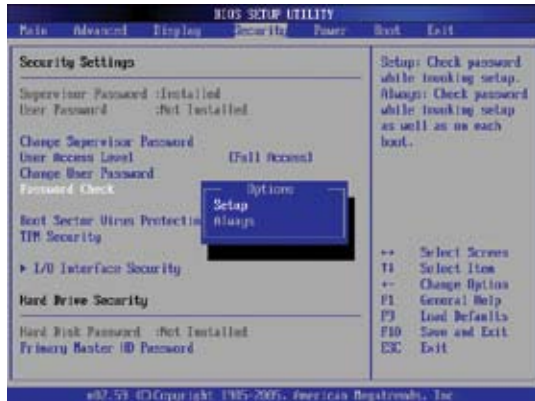 BIOS SETUP UTILITY
Main Advanced Display Security Power Boot Exit
Security Settings
Supervisor Password :Installed
User Password :Not Installed
Change Supervisor Password
User Access Level [Full Access]
Change User Password
Password Check
Boot Sector Virus Protectio
TPM Security
▶ I/O Interface Security
Hard Drive Security
Hard Disk Password :Not Installed
Primary Master HD Password
Options
Setup
Always
Setup: Check password
while invoking setup.
Always: Check password
while invoking setup
as well as on each
boot.
↔ Select Screen
↑↓ Select Item
+- Change Option
F1 General Help
F9 Load Defaults
F10 Save and Exit
ESC Exit
v02.59 (C)Copyright 1985-2005, American Megatrends, Inc